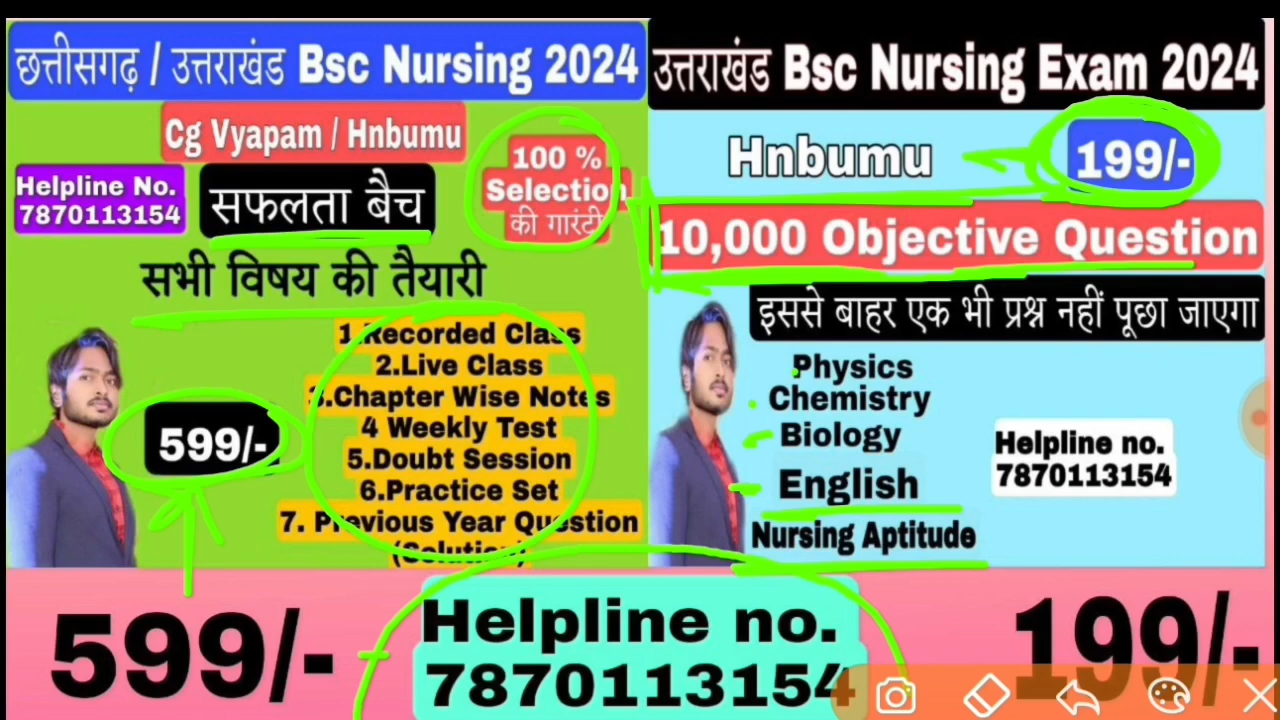 छत्तीसगढ़ / उत्तराखंड Bsc Nursing 2024
Cg Vyapam / Hnbumu
Helpline No.
7870113154
सफलता बैच
100 %
Selection
की गारंटी
सभी विषय की तैयारी
599/-
1.Recorded Class
2.Live Class
3.Chapter Wise Notes
4 Weekly Test
5.Doubt Session
6.Practice Set
7. Previous Year Question
(Solution)
उत्तराखंड Bsc Nursing Exam 2024
Hnbumu
199/-
10,000 Objective Question
इससे बाहर एक भी प्रश्न नहीं पूछा जाएगा
Physics
Chemistry
Biology
English
Nursing Aptitude
Helpline no.
7870113154
599/-
Helpline no.
7870113154
199/-